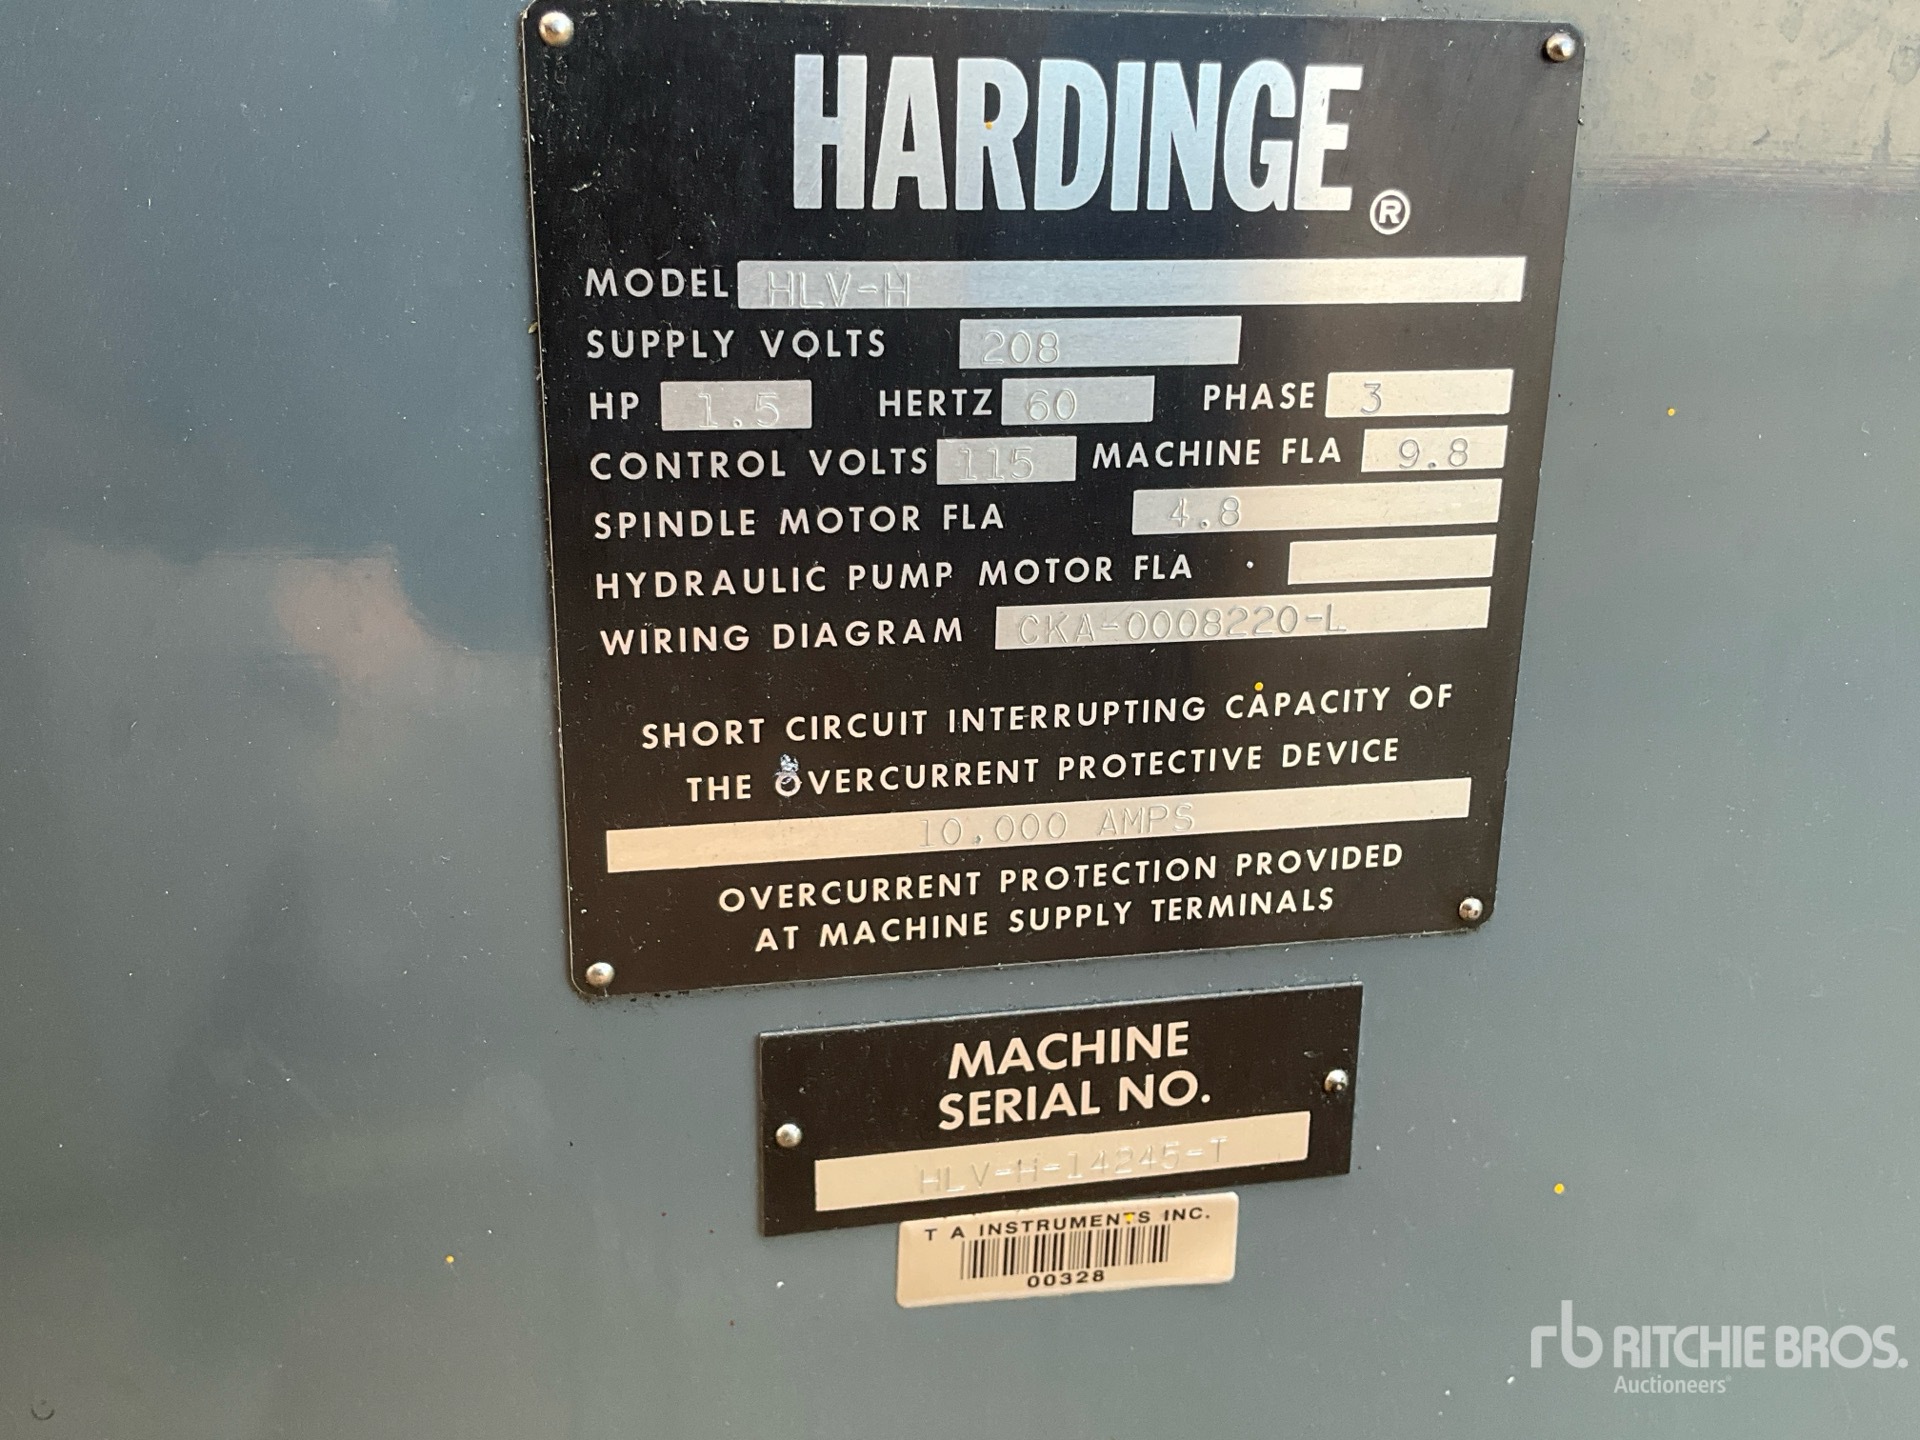 HARDINGE®
MODEL HLV-H
SUPPLY VOLTS 208
HP 1.5 HERTZ 60 PHASE 3
CONTROL VOLTS 115 MACHINE FLA 9.8
SPINDLE MOTOR FLA 4.8
HYDRAULIC PUMP MOTOR FLA
WIRING DIAGRAM CKA-0008220-L
SHORT CIRCUIT INTERRUPTING CAPACITY OF
THE OVERCURRENT PROTECTIVE DEVICE
10,000 AMPS
OVERCURRENT PROTECTION PROVIDED
AT MACHINE SUPPLY TERMINALS
MACHINE
SERIAL NO.
HLV-H-14245-T
T A INSTRUMENTS INC.
00328
rb RITCHIE BROS.
Auctioneers